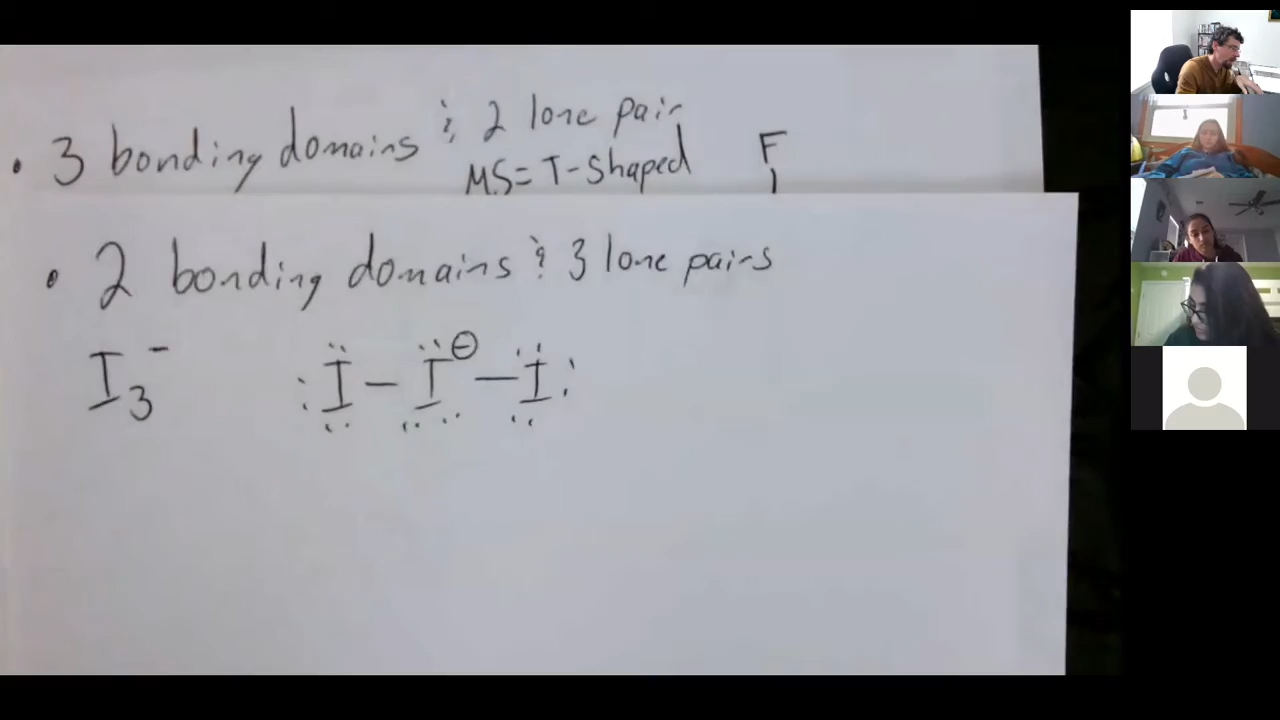 • 3 bonding domains & 2 lone pair
MS = T-shaped
F
• 2 bonding domains & 3 lone pairs
I₃⁻
:I - I⊖ - I: